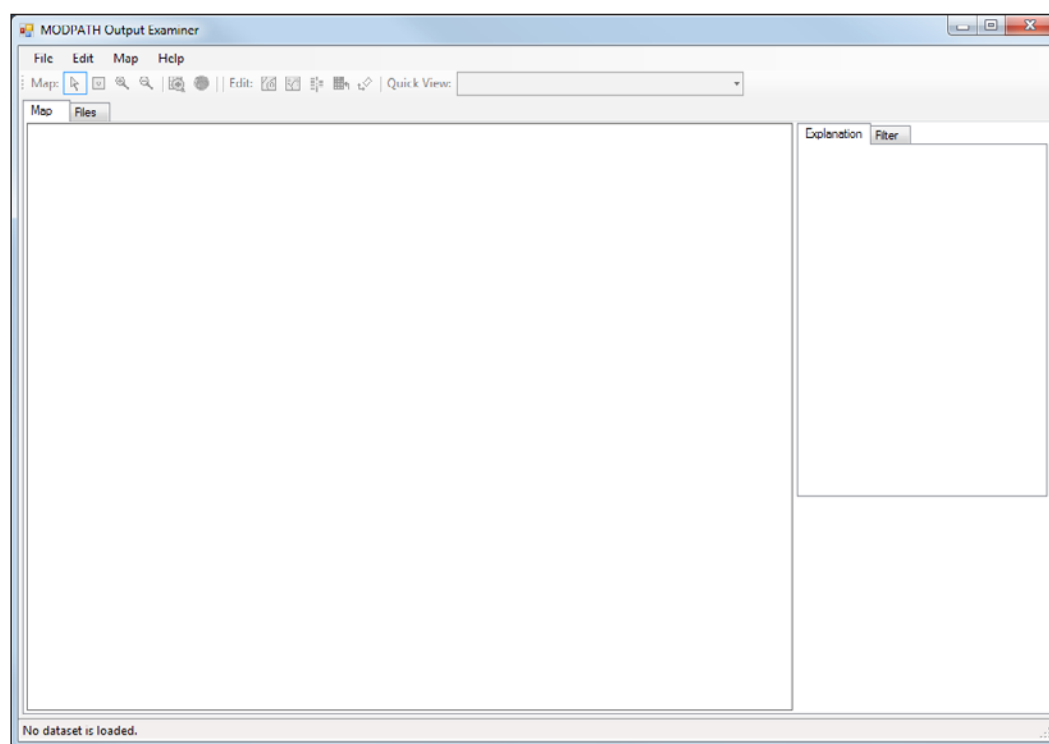 MODPATH Output Examiner
File Edit Map Help
Map: Edit: Quick View:
Map Files
Explanation Filter
No dataset is loaded.